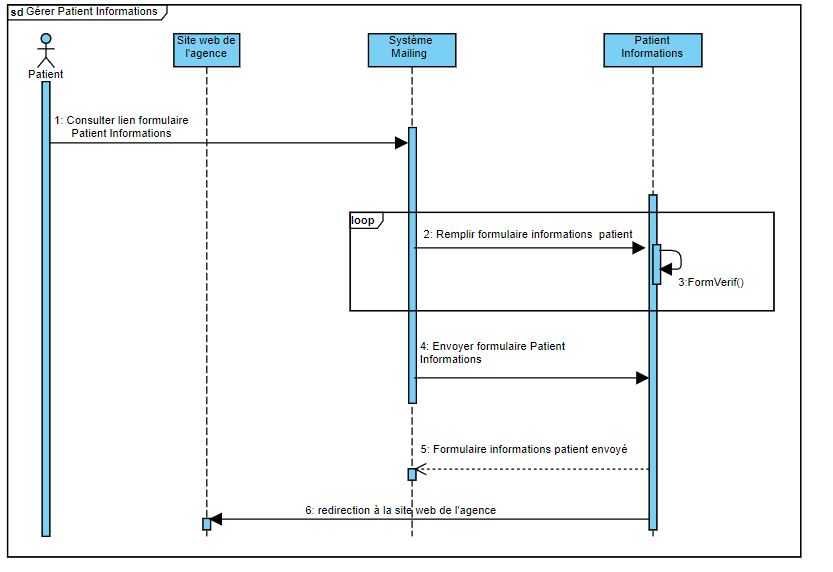 sd Gérer Patient Informations
Site web de
l'agence
Système
Mailing
Patient
Informations
Patient
1: Consulter lien formulaire
Patient Informations
loop
2: Remplir formulaire informations patient
3:FormVerif()
4: Envoyer formulaire Patient
Informations
5: Formulaire informations patient envoyé
6: redirection à la site web de l'agence